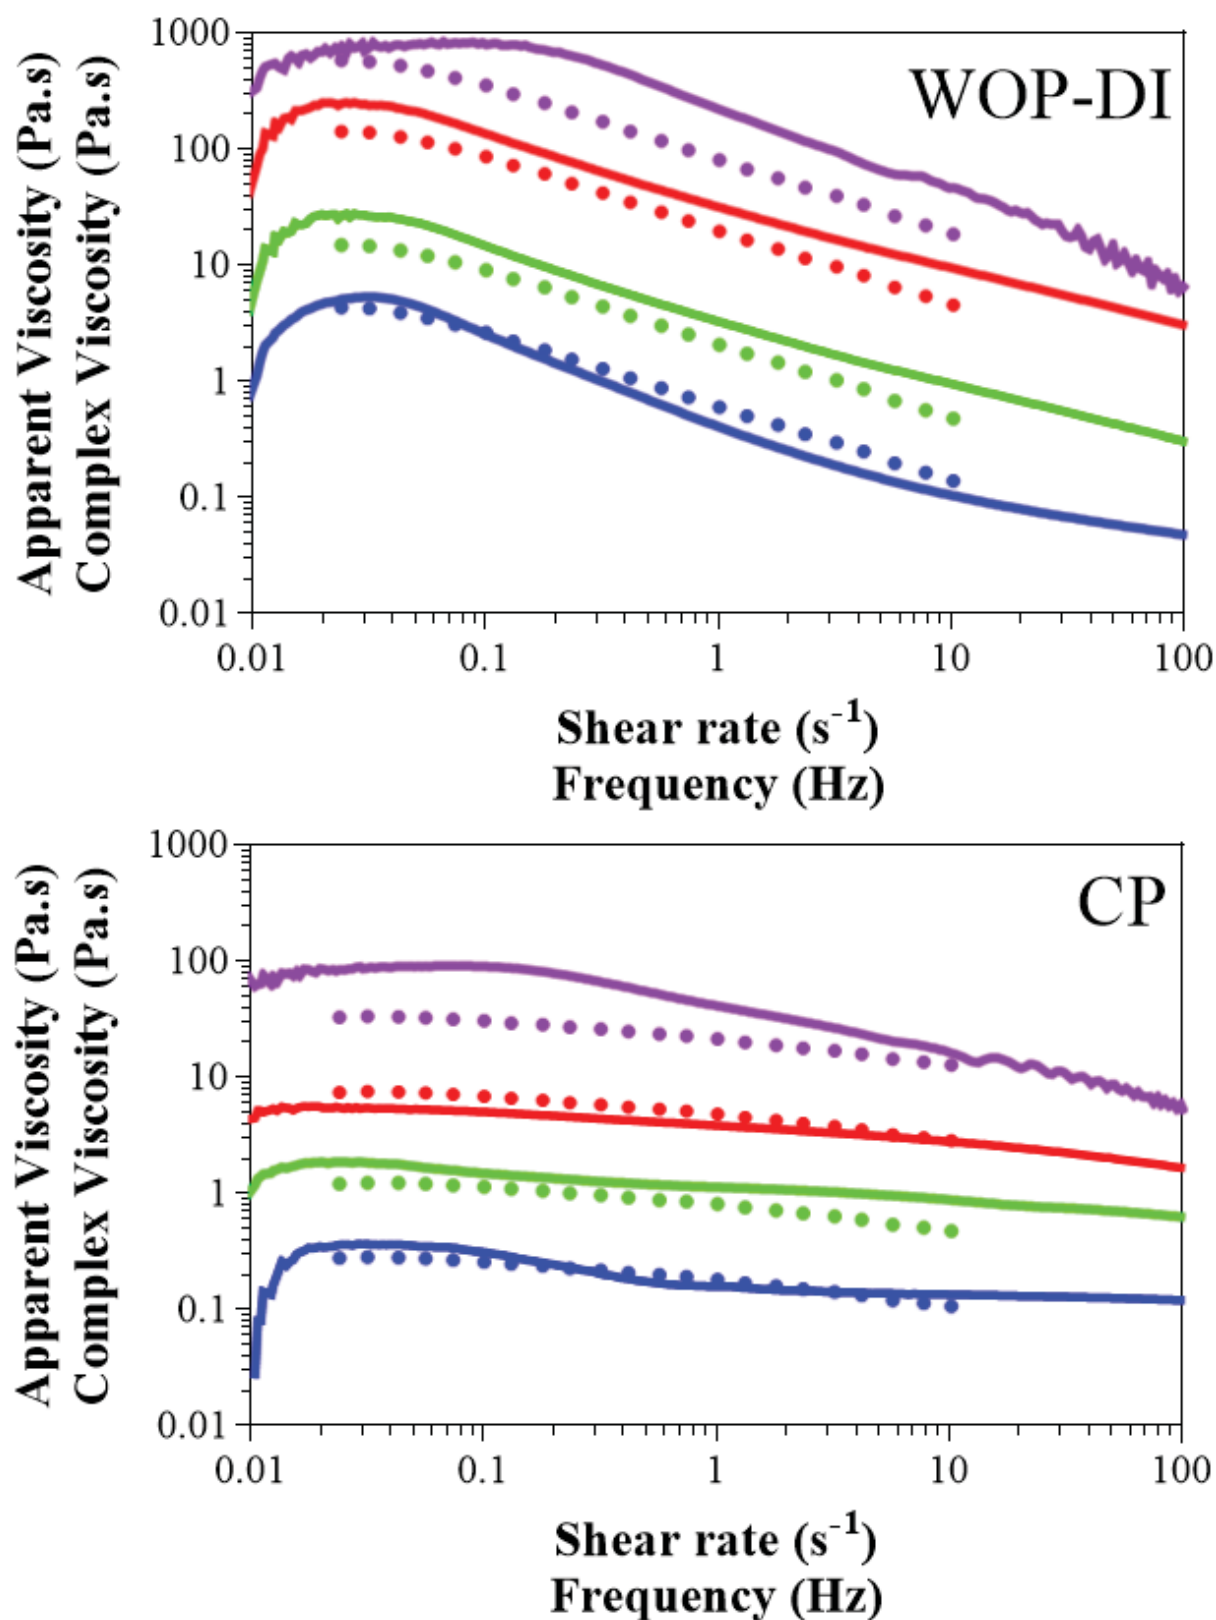 Apparent Viscosity (Pa.s)
Complex Viscosity (Pa.s)
1000
100
10
1
0.1
0.01
WOP-DI
0.01 0.1 1 10 100
Shear rate (s⁻¹)
Frequency (Hz)
Apparent Viscosity (Pa.s)
Complex Viscosity (Pa.s)
1000
100
10
1
0.1
0.01
CP
0.01 0.1 1 10 100
Shear rate (s⁻¹)
Frequency (Hz)